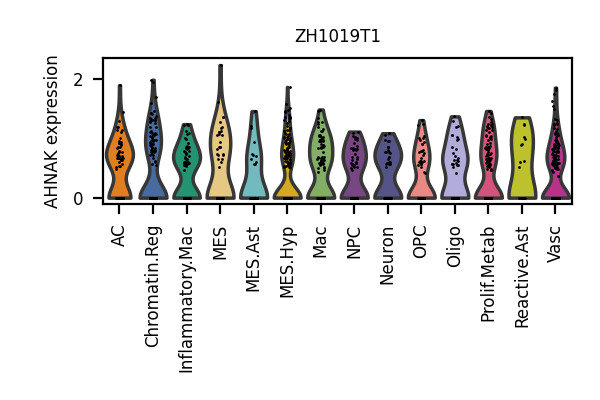 ZH1019T1
AHNAK expression
2
0
AC
Chromatin.Reg
Inflammatory.Mac
MES
MES.Ast
MES.Hyp
Mac
NPC
Neuron
OPC
Oligo
Prolif.Metab
Reactive.Ast
Vasc